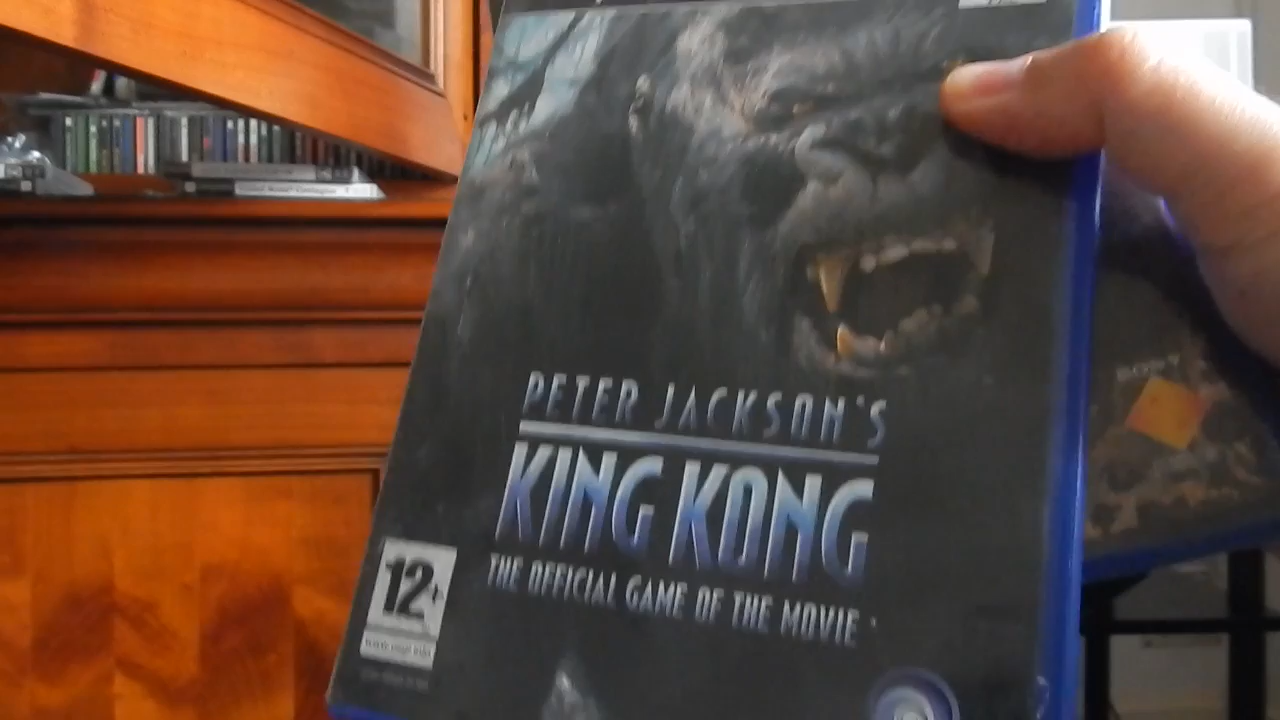 PETER JACKSON'S
KING KONG
THE OFFICIAL GAME OF THE MOVIE
12+